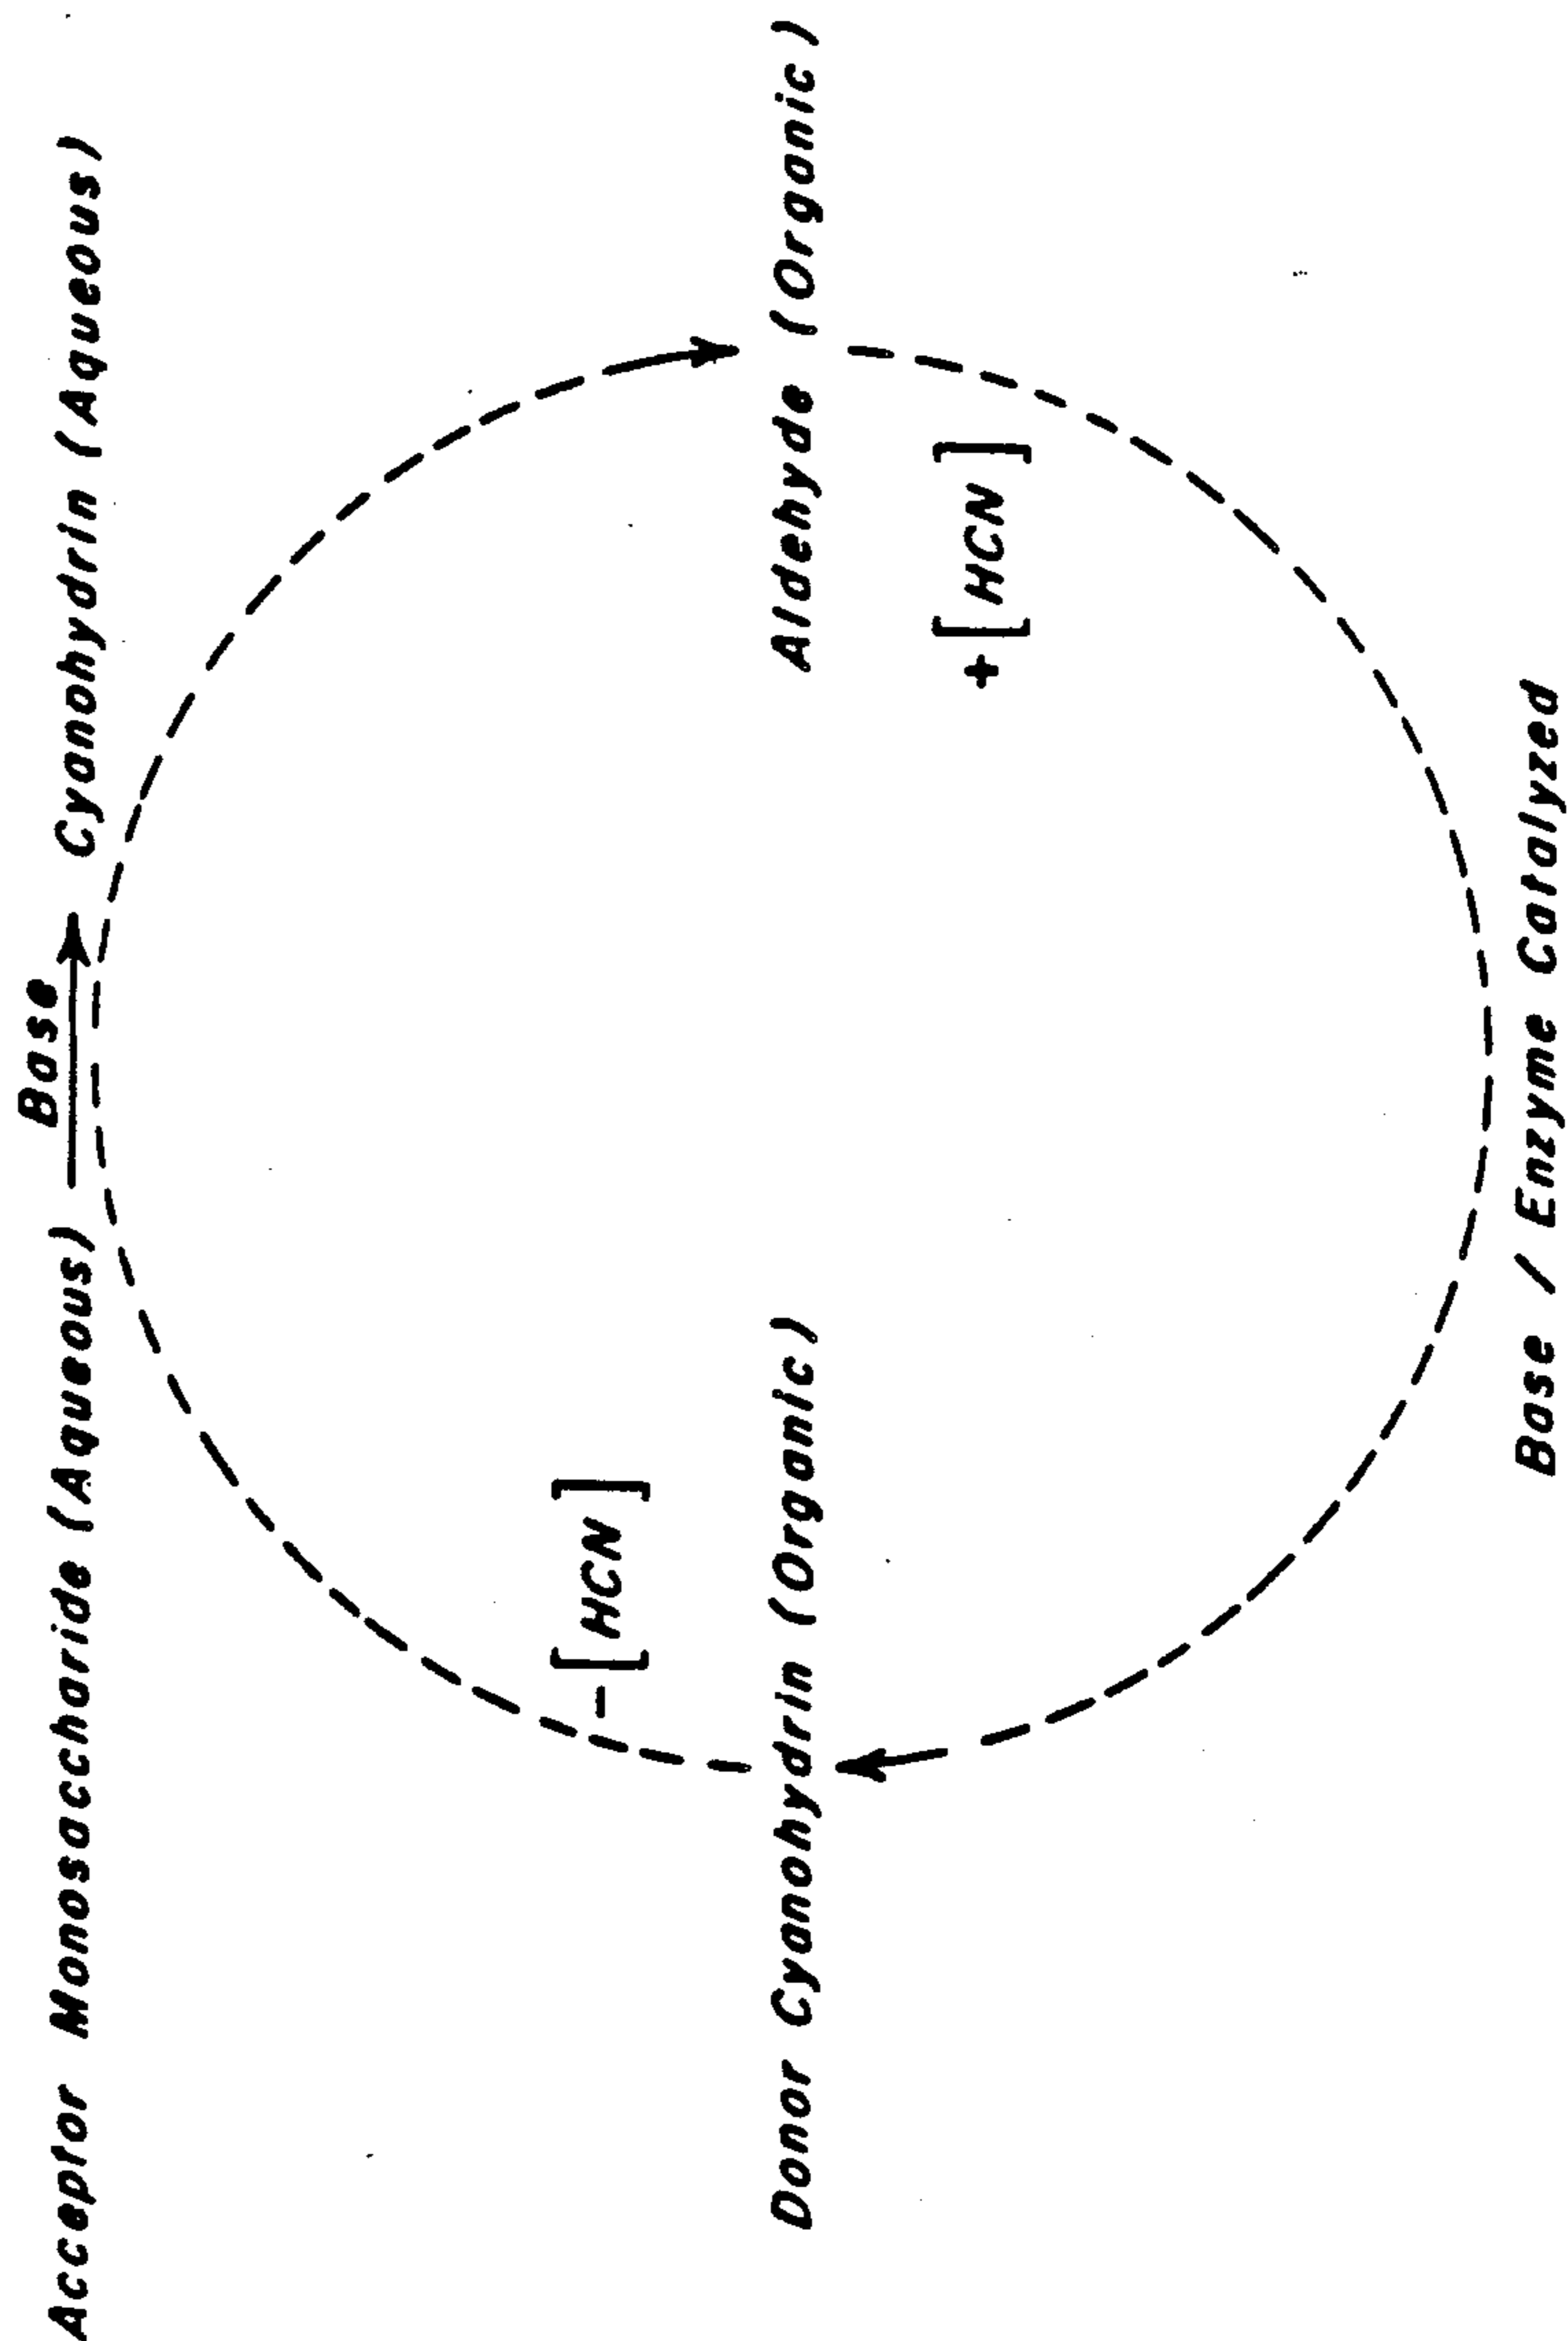 Base
Acceptor Monosaccharide (Aqueous) Cyanohydrin (Aqueous)
-[HCN]
Donor Cyanohydrin (Organic) Aldehyde (Organic)
+[HCN]
Base / Enzyme Catalyzed